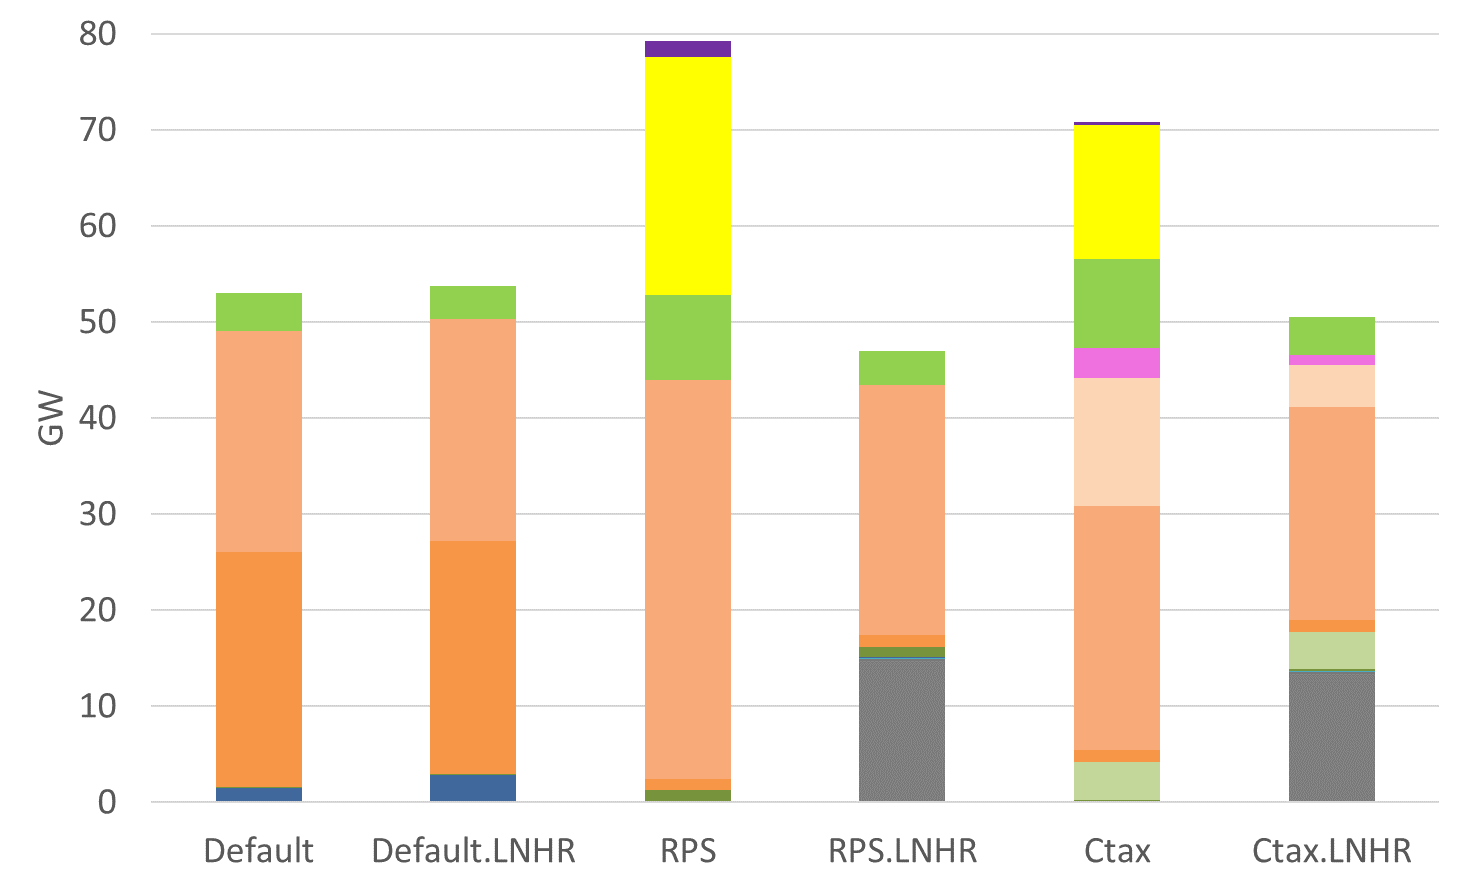 80
70
60
50
40
30
20
10
0
GW
Default
Default.LNHR
RPS
RPS.LNHR
Ctax
Ctax.LNHR